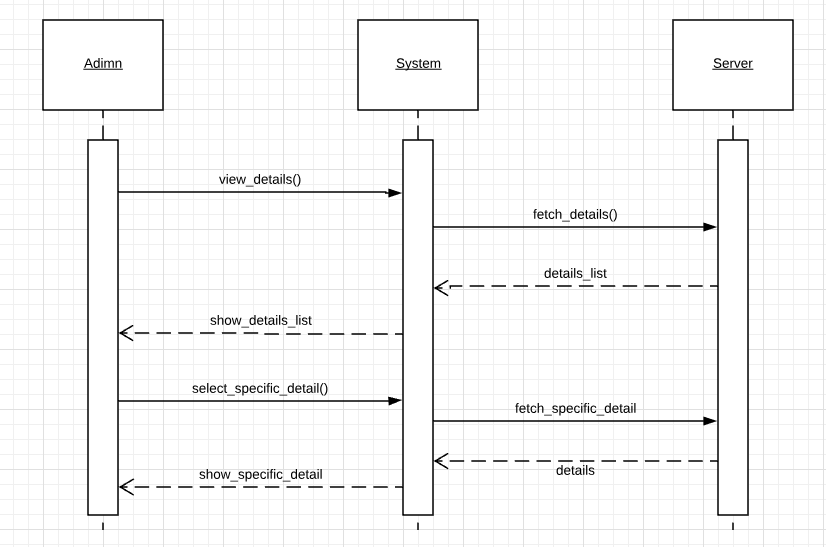 Adimn
System
Server
view_details()
fetch_details()
details_list
show_details_list
select_specific_detail()
fetch_specific_detail
details
show_specific_detail